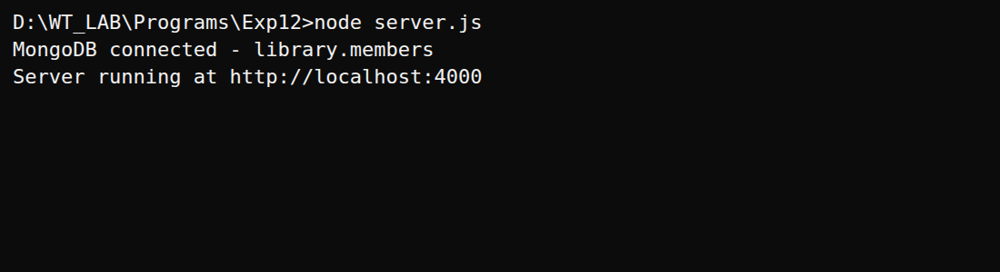 D:\WT_LAB\Programs\Exp12>node server.js
MongoDB connected - library.members
Server running at http://localhost:4000